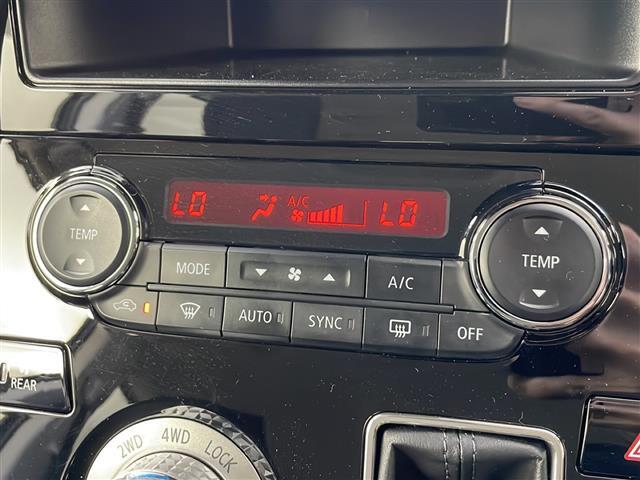 LO A/C LO
TEMP
MODE
A/C
TEMP
AUTO
SYNC
OFF
REAR
2WD 4WD LOCK